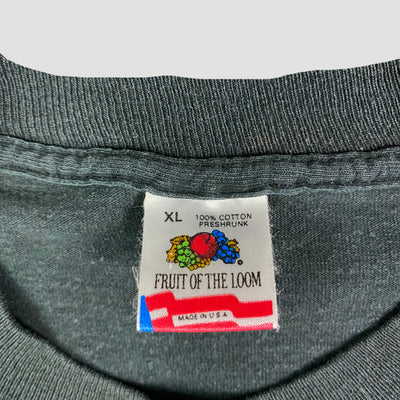 XL 100% COTTON
PRESHRUNK
®
FRUIT OF THE LOOM
MADE IN U S A